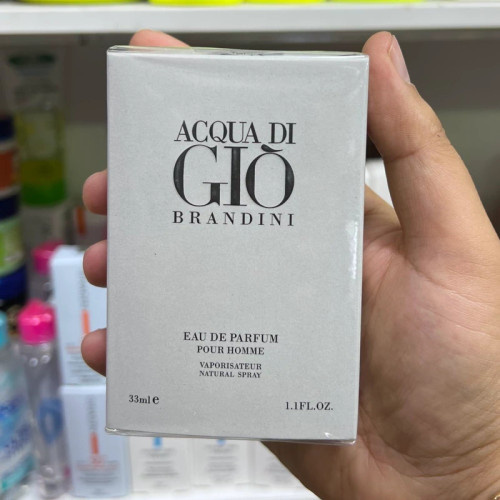 ACQUA DI
GIÒ
BRANDINI
EAU DE PARFUM
POUR HOMME
VAPORISATEUR
NATURAL SPRAY
33ml e 1.1FL.OZ.